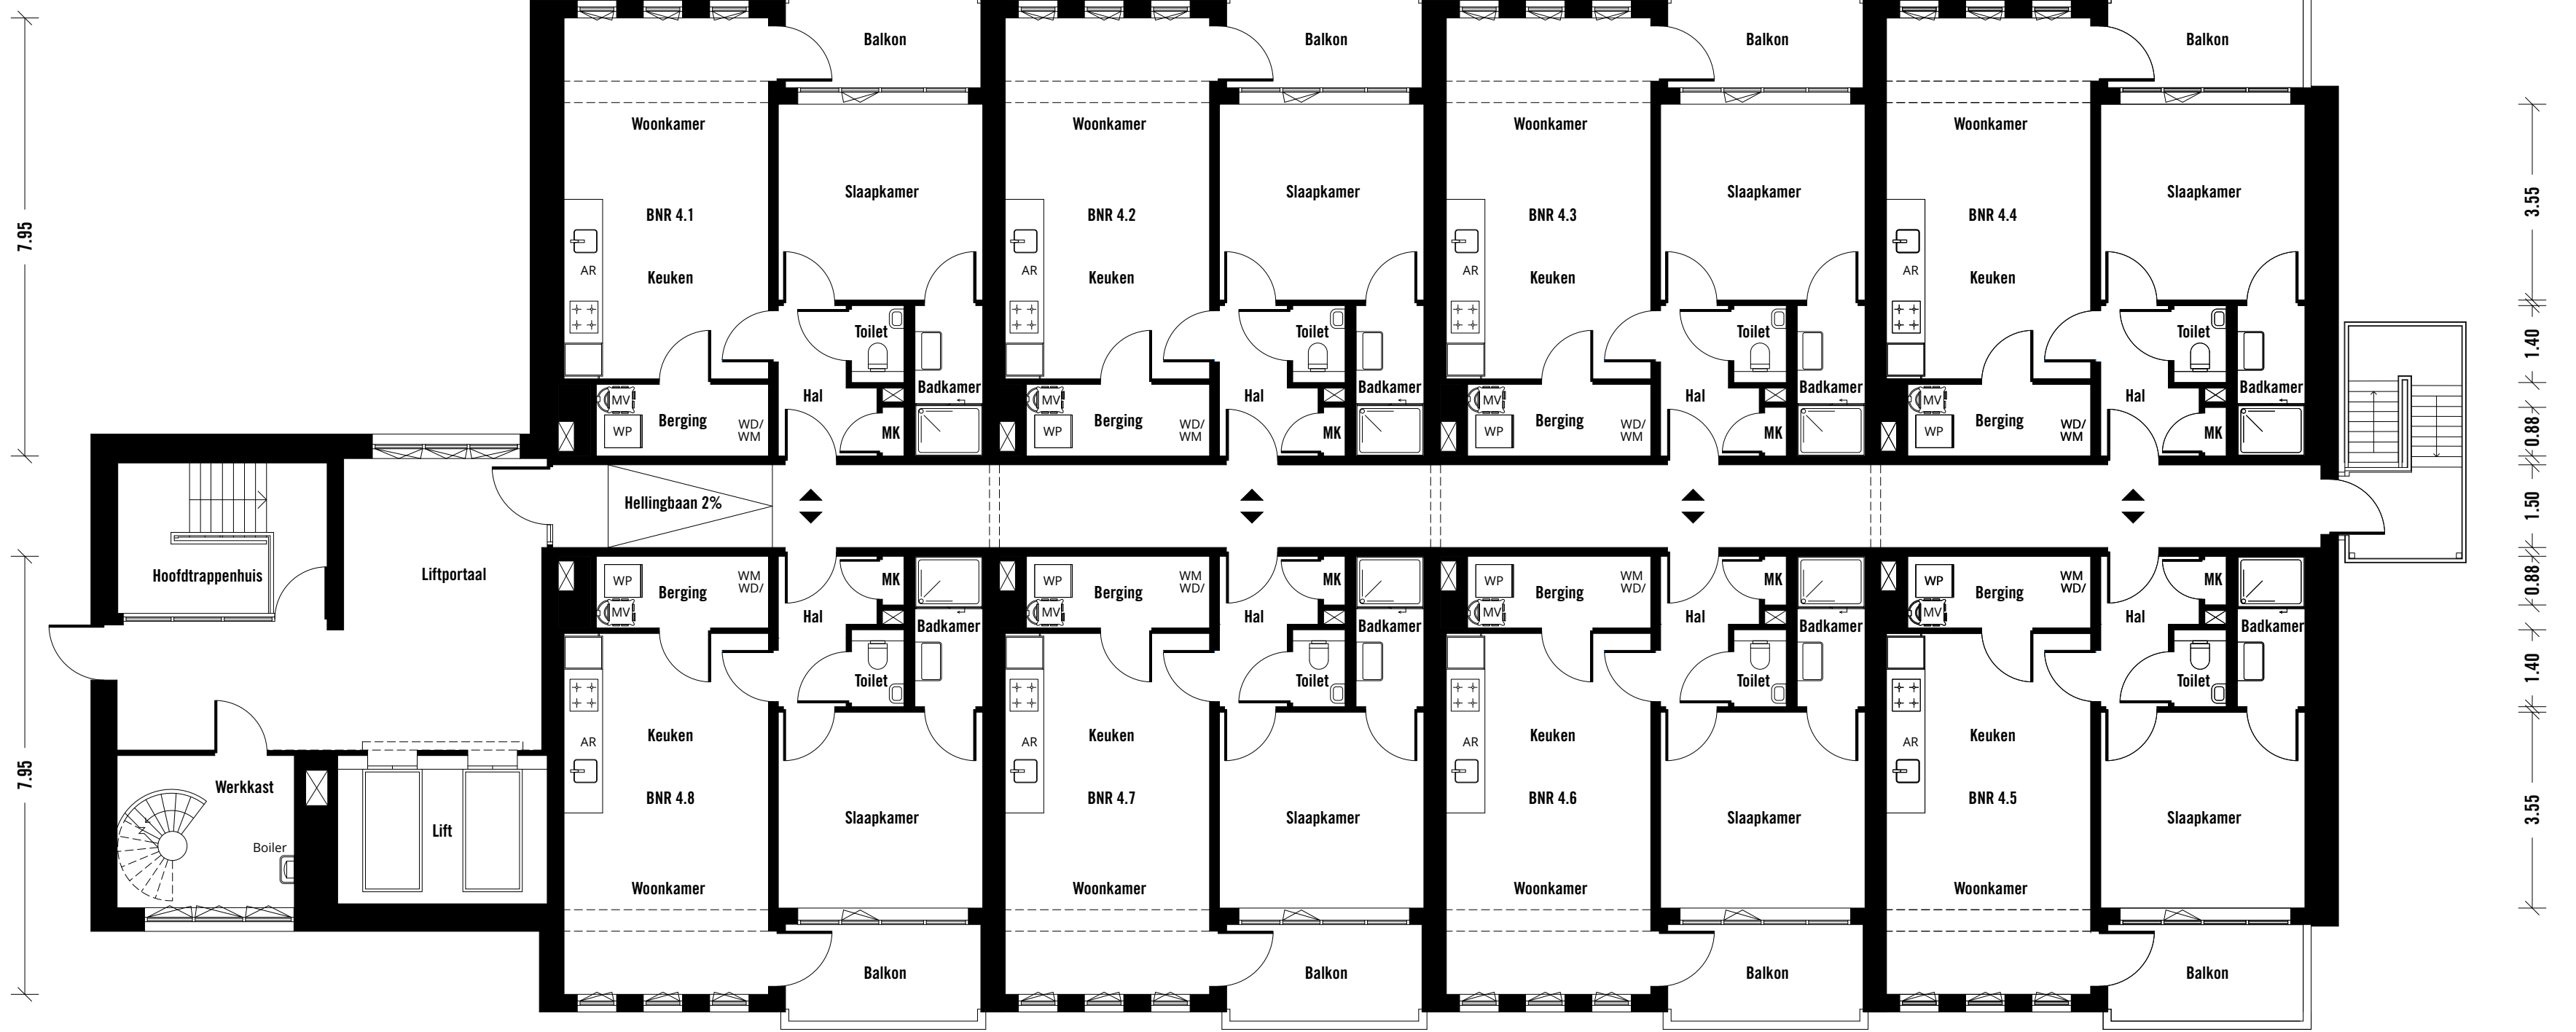 Balkon
Balkon
Balkon
Balkon
Woonkamer
Woonkamer
Woonkamer
Woonkamer
Slaapkamer
Slaapkamer
Slaapkamer
Slaapkamer
3.55
7.95
BNR 4.1
BNR 4.2
BNR 4.3
BNR 4.4
AR
AR
AR
AR
Keuken
Keuken
Keuken
Keuken
Toilet
Toilet
Toilet
Toilet
1.40
Hal
Badkamer
Hal
Badkamer
Hal
Badkamer
Hal
Badkamer
MV
MV
MV
MV
Berging
Berging
Berging
Berging
WP
WD/
WM
MK
WP
WD/
WM
MK
WP
WD/
WM
MK
WP
WD/
WM
MK
0.88
Hellingbaan 2%
1.50
Hoofdtrappenhuis
Liftportaal
WP
WM
WD/
MK
WP
WM
WD/
MK
WP
WM
WD/
MK
WP
WM
WD/
MK
0.88
Berging
Berging
Berging
Berging
MV
MV
MV
MV
Hal
Badkamer
Hal
Badkamer
Hal
Badkamer
Hal
Badkamer
Toilet
Toilet
Toilet
Toilet
1.40
Keuken
Keuken
Keuken
Keuken
AR
AR
AR
AR
7.95
Werkkast
BNR 4.8
BNR 4.7
BNR 4.6
BNR 4.5
Slaapkamer
Slaapkamer
Slaapkamer
Slaapkamer
3.55
Lift
Boiler
Woonkamer
Woonkamer
Woonkamer
Woonkamer
Balkon
Balkon
Balkon
Balkon